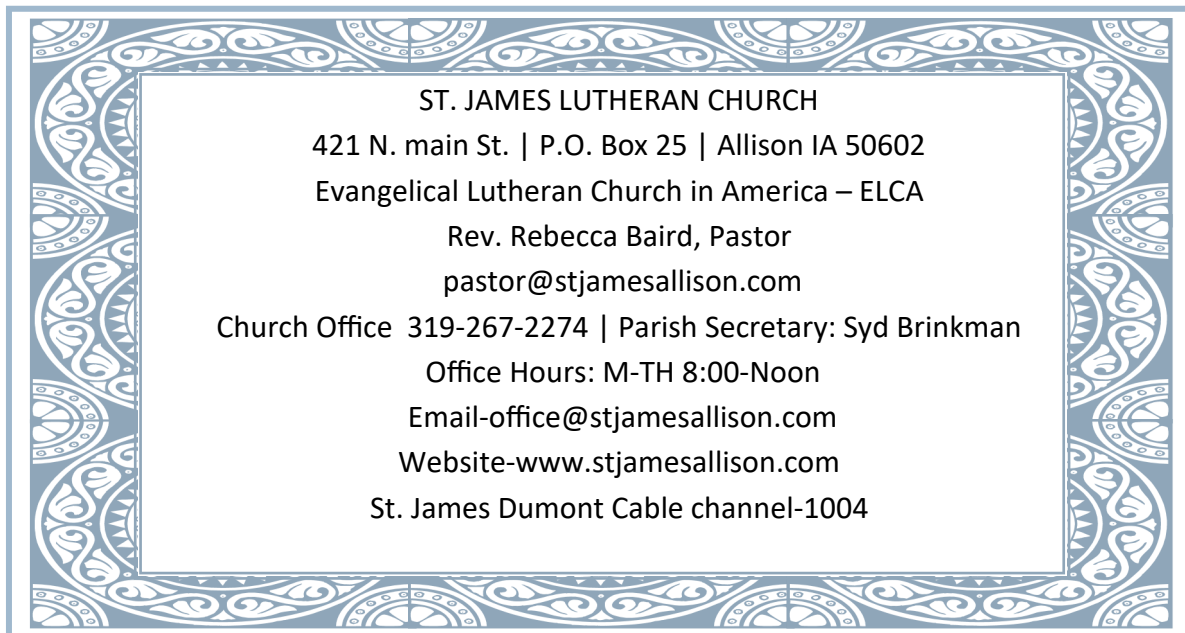 ST. JAMES LUTHERAN CHURCH
421 N. main St. | P.O. Box 25 | Allison IA 50602
Evangelical Lutheran Church in America – ELCA
Rev. Rebecca Baird, Pastor
pastor@stjamesallison.com
Church Office  319-267-2274 | Parish Secretary: Syd Brinkman
Office Hours: M-TH 8:00-Noon
Email-office@stjamesallison.com
Website-www.stjamesallison.com
St. James Dumont Cable channel-1004